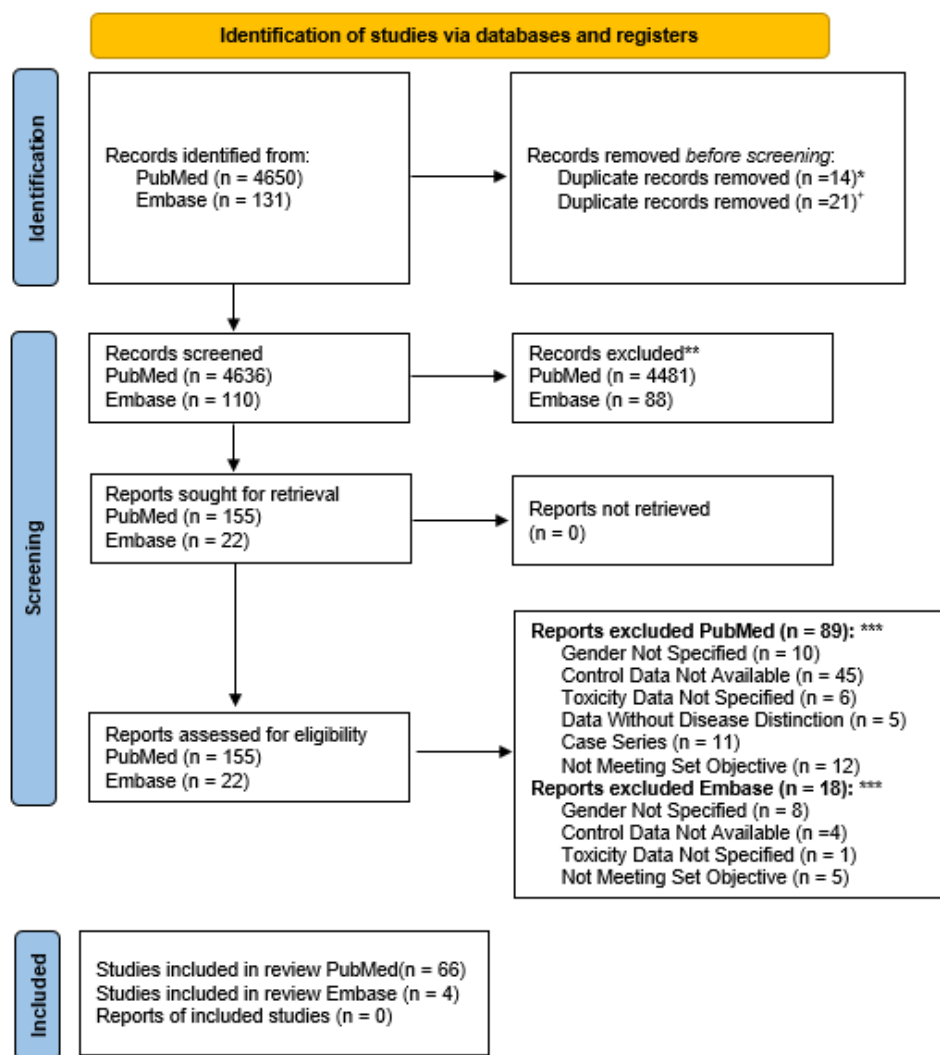 Identification of studies via databases and registers
Identification
Records identified from:
PubMed (n = 4650)
Embase (n = 131)
Records removed before screening:
Duplicate records removed (n =14)*
Duplicate records removed (n =21)+
Screening
Records screened
PubMed (n = 4636)
Embase (n = 110)
Records excluded**
PubMed (n = 4481)
Embase (n = 88)
Reports sought for retrieval
PubMed (n = 155)
Embase (n = 22)
Reports not retrieved
(n = 0)
Reports assessed for eligibility
PubMed (n = 155)
Embase (n = 22)
Reports excluded PubMed (n = 89): ***
Gender Not Specified (n = 10)
Control Data Not Available (n = 45)
Toxicity Data Not Specified (n = 6)
Data Without Disease Distinction (n = 5)
Case Series (n = 11)
Not Meeting Set Objective (n = 12)
Reports excluded Embase (n = 18): ***
Gender Not Specified (n = 8)
Control Data Not Available (n =4)
Toxicity Data Not Specified (n = 1)
Not Meeting Set Objective (n = 5)
Included
Studies included in review PubMed(n = 66)
Studies included in review Embase (n = 4)
Reports of included studies (n = 0)